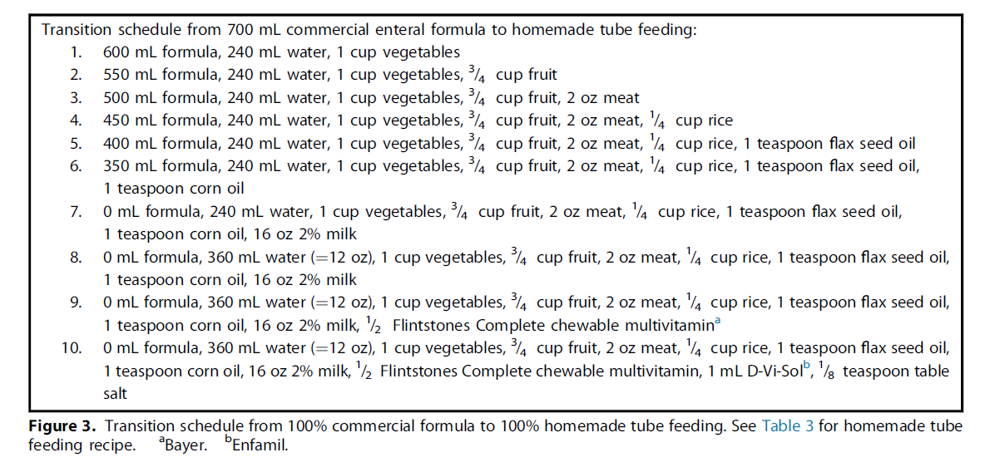 Transition schedule from 700 mL commercial enteral formula to homemade tube feeding:
1. 600 mL formula, 240 mL water, 1 cup vegetables
2. 550 mL formula, 240 mL water, 1 cup vegetables, 3/4 cup fruit
3. 500 mL formula, 240 mL water, 1 cup vegetables, 3/4 cup fruit, 2 oz meat
4. 450 mL formula, 240 mL water, 1 cup vegetables, 3/4 cup fruit, 2 oz meat, 1/4 cup rice
5. 400 mL formula, 240 mL water, 1 cup vegetables, 3/4 cup fruit, 2 oz meat, 1/4 cup rice, 1 teaspoon flax seed oil
6. 350 mL formula, 240 mL water, 1 cup vegetables, 3/4 cup fruit, 2 oz meat, 1/4 cup rice, 1 teaspoon flax seed oil,
1 teaspoon corn oil
7. 0 mL formula, 240 mL water, 1 cup vegetables, 3/4 cup fruit, 2 oz meat, 1/4 cup rice, 1 teaspoon flax seed oil,
1 teaspoon corn oil, 16 oz 2% milk
8. 0 mL formula, 360 mL water (=12 oz), 1 cup vegetables, 3/4 cup fruit, 2 oz meat, 1/4 cup rice, 1 teaspoon flax seed oil,
1 teaspoon corn oil, 16 oz 2% milk
9. 0 mL formula, 360 mL water (=12 oz), 1 cup vegetables, 3/4 cup fruit, 2 oz meat, 1/4 cup rice, 1 teaspoon flax seed oil,
1 teaspoon corn oil, 16 oz 2% milk, 1/2 Flintstones Complete chewable multivitamin^a
10. 0 mL formula, 360 mL water (=12 oz), 1 cup vegetables, 3/4 cup fruit, 2 oz meat, 1/4 cup rice, 1 teaspoon flax seed oil,
1 teaspoon corn oil, 16 oz 2% milk, 1/2 Flintstones Complete chewable multivitamin, 1 mL D-Vi-Sol^b, 1/8 teaspoon table
salt
Figure 3. Transition schedule from 100% commercial formula to 100% homemade tube feeding. See Table 3 for homemade tube
feeding recipe. ^aBayer. ^bEnfamil.